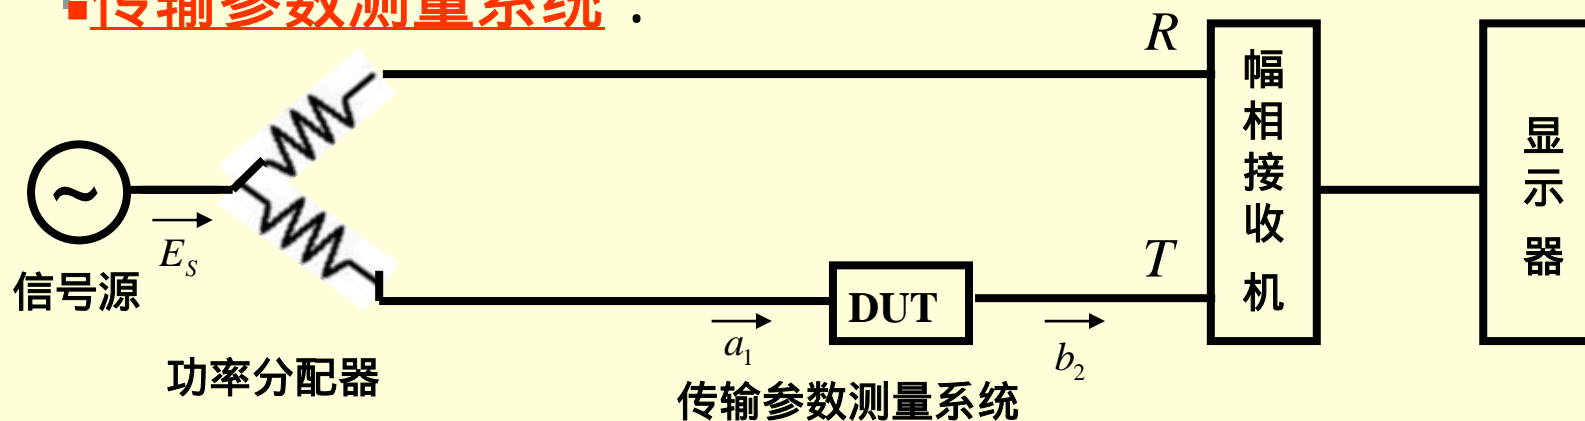 传输参数测量系统 .
R
幅相接收机
显示器
~
E_S
信号源
T
DUT
a_1
b_2
功率分配器
传输参数测量系统